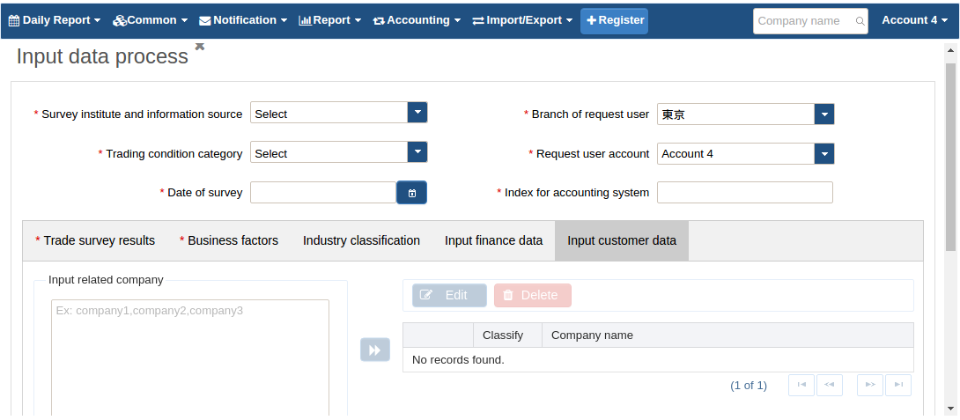 Daily Report Common Notification Report Accounting Import/Export Register Company name Account 4
Input data process
* Survey institute and information source Select * Branch of request user 東京
* Trading condition category Select * Request user account Account 4
* Date of survey * Index for accounting system
* Trade survey results * Business factors Industry classification Input finance data Input customer data
Input related company
Edit Delete
Ex: company1,company2,company3
Classify Company name
No records found.
(1 of 1)